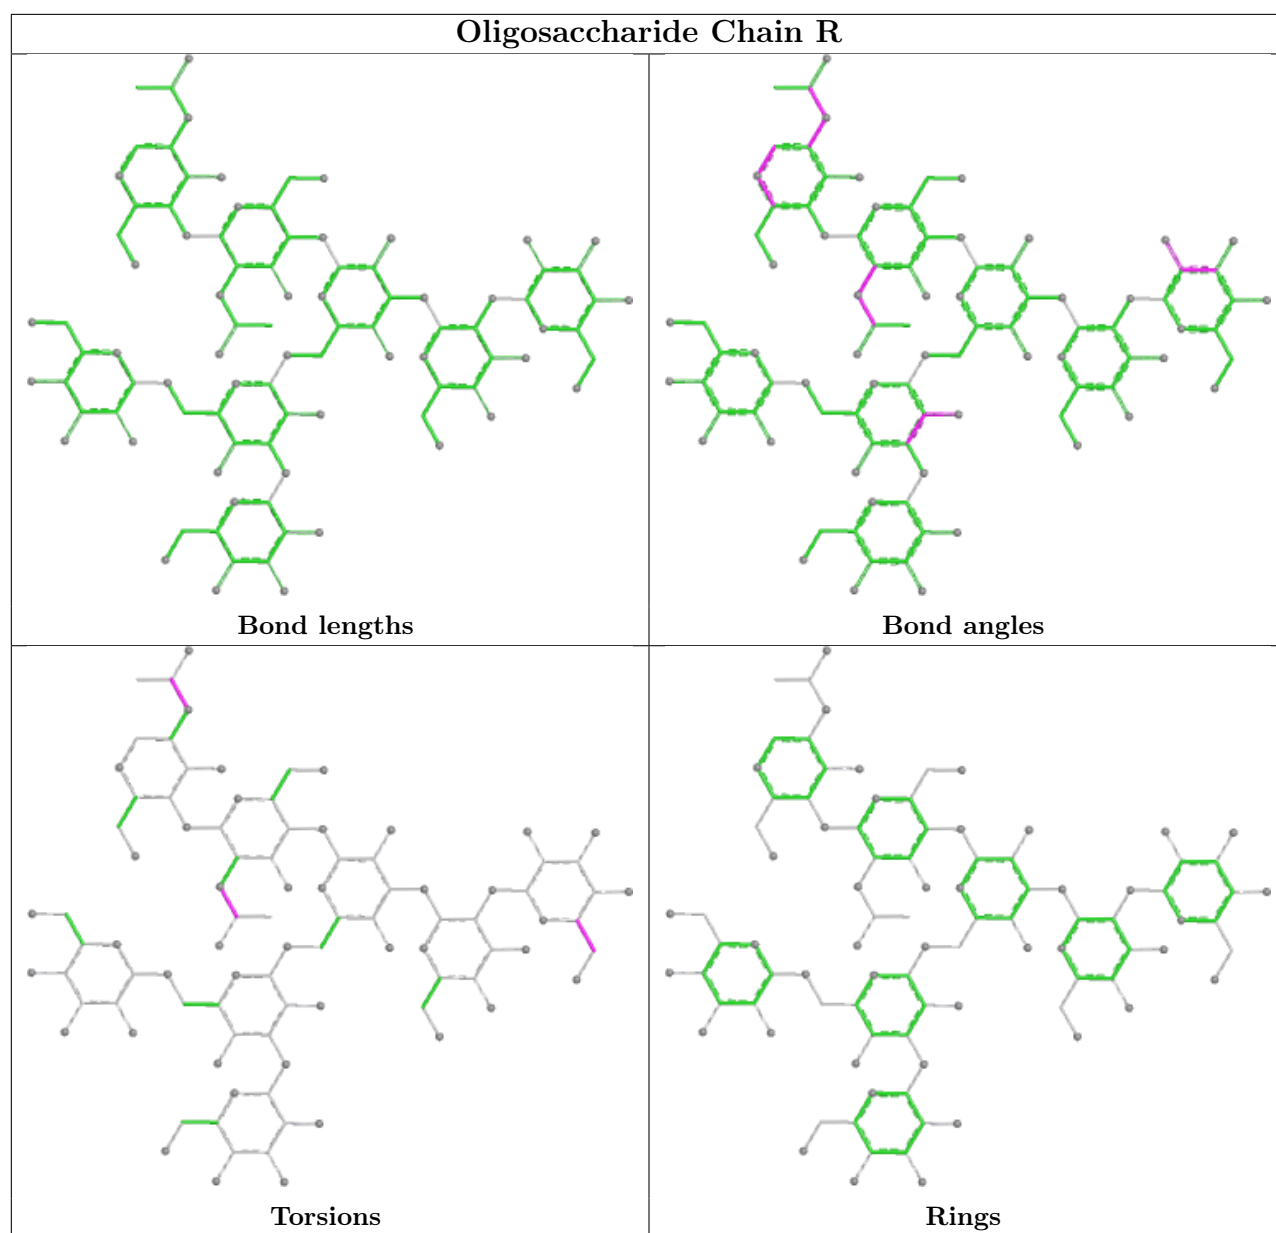 Oligosaccharide Chain R
Bond lengths
Bond angles
Torsions
Rings